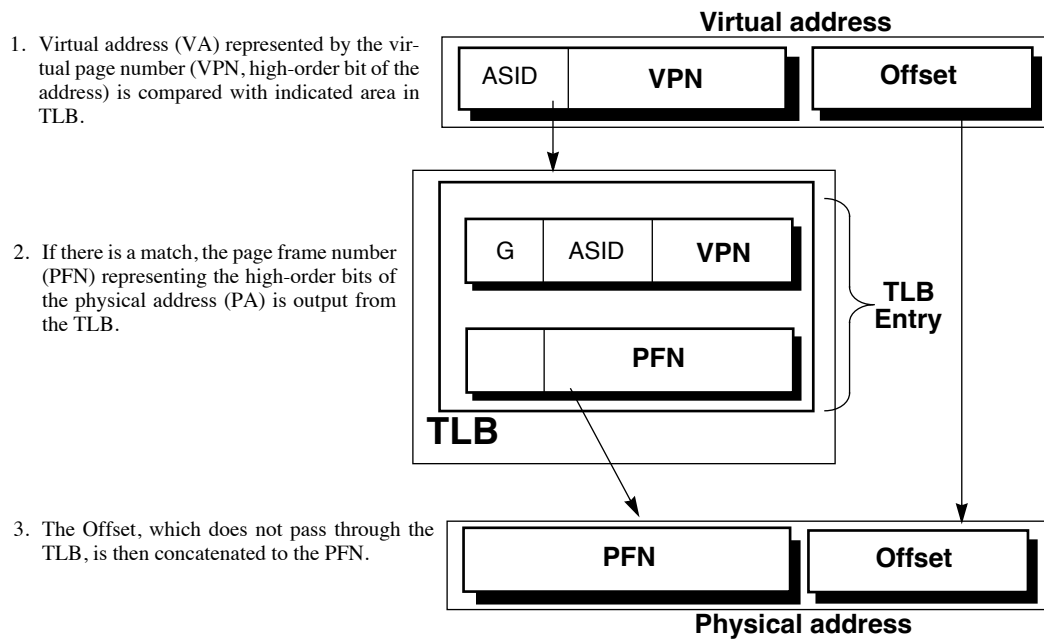 Virtual address
1. Virtual address (VA) represented by the vir-
tual page number (VPN, high-order bit of the
address) is compared with indicated area in
TLB.
ASID
VPN
Offset
2. If there is a match, the page frame number
(PFN) representing the high-order bits of
the physical address (PA) is output from
the TLB.
G
ASID
VPN
TLB
Entry
PFN
TLB
3. The Offset, which does not pass through the
TLB, is then concatenated to the PFN.
PFN
Offset
Physical address